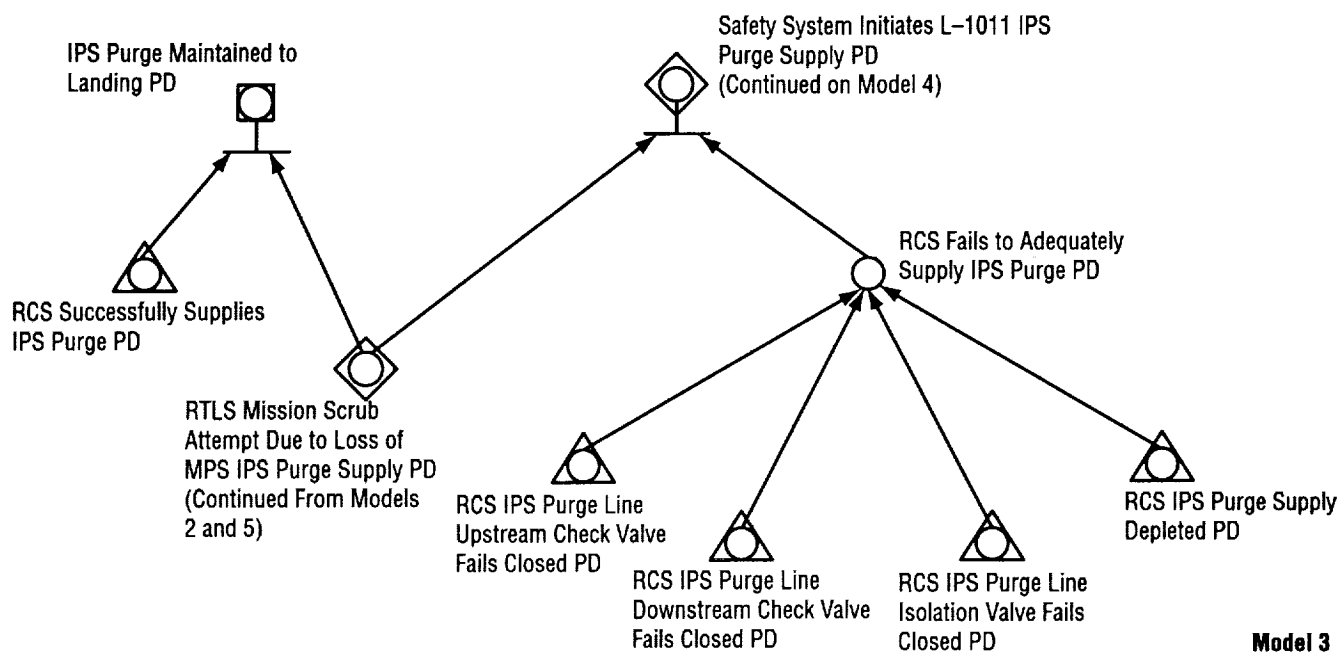 IPS Purge Maintained to
Landing PD
Safety System Initiates L–1011 IPS
Purge Supply PD
(Continued on Model 4)
RCS Fails to Adequately
Supply IPS Purge PD
RCS Successfully Supplies
IPS Purge PD
RTLS Mission Scrub
Attempt Due to Loss of
MPS IPS Purge Supply PD
(Continued From Models
2 and 5)
RCS IPS Purge Line
Upstream Check Valve
Fails Closed PD
RCS IPS Purge Line
Downstream Check Valve
Fails Closed PD
RCS IPS Purge Line
Isolation Valve Fails
Closed PD
RCS IPS Purge Supply
Depleted PD
Model 3